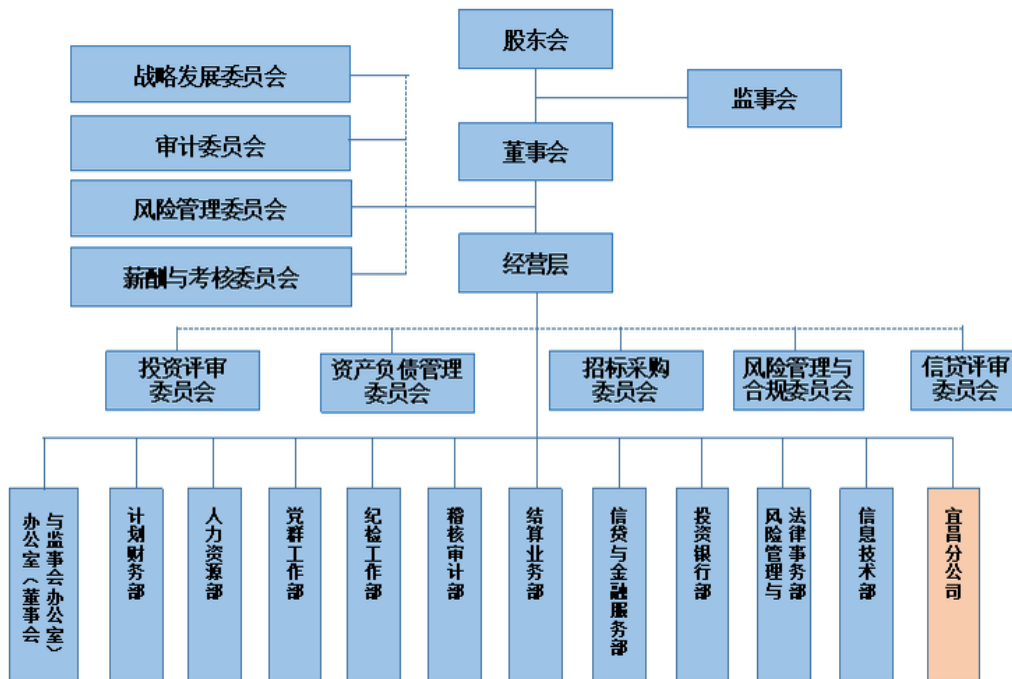 股东会
战略发展委员会
监事会
审计委员会
董事会
风险管理委员会
经营层
薪酬与考核委员会
投资评审
委员会
资产负债管理
委员会
招标采购
委员会
风险管理与
合规委员会
信贷评审
委员会
办公室（董事会
与监事会办公室）
计划财务部
人力资源部
党群工作部
纪检工作部
稽核审计部
结算业务部
信贷与金融服务部
投资银行部
风险管理与
法律事务部
信息技术部
宜昌分公司